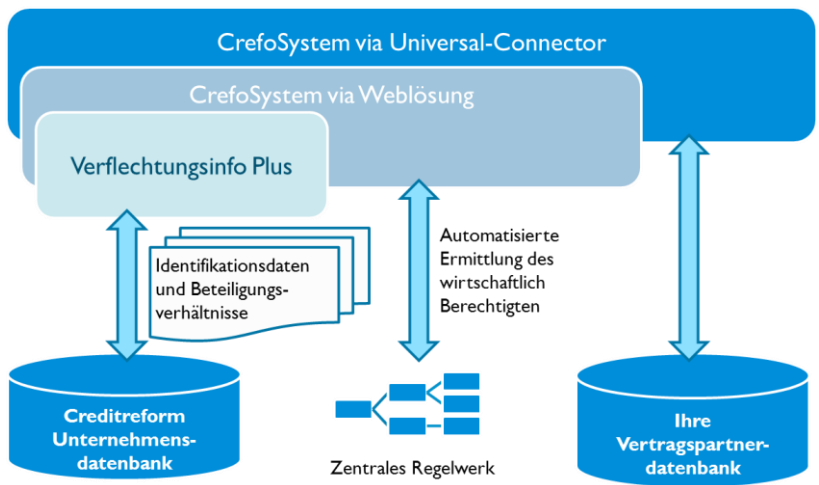 CrefoSystem via Universal-Connector
CrefoSystem via Weblösung
Verflechtungsinfo Plus
Identifikationsdaten
und Beteiligungs-
verhältnisse
Automatisierte
Ermittlung des
wirtschaftlich
Berechtigten
Creditreform
Unternehmens-
datenbank
Zentrales Regelwerk
Ihre
Vertragspartner-
datenbank